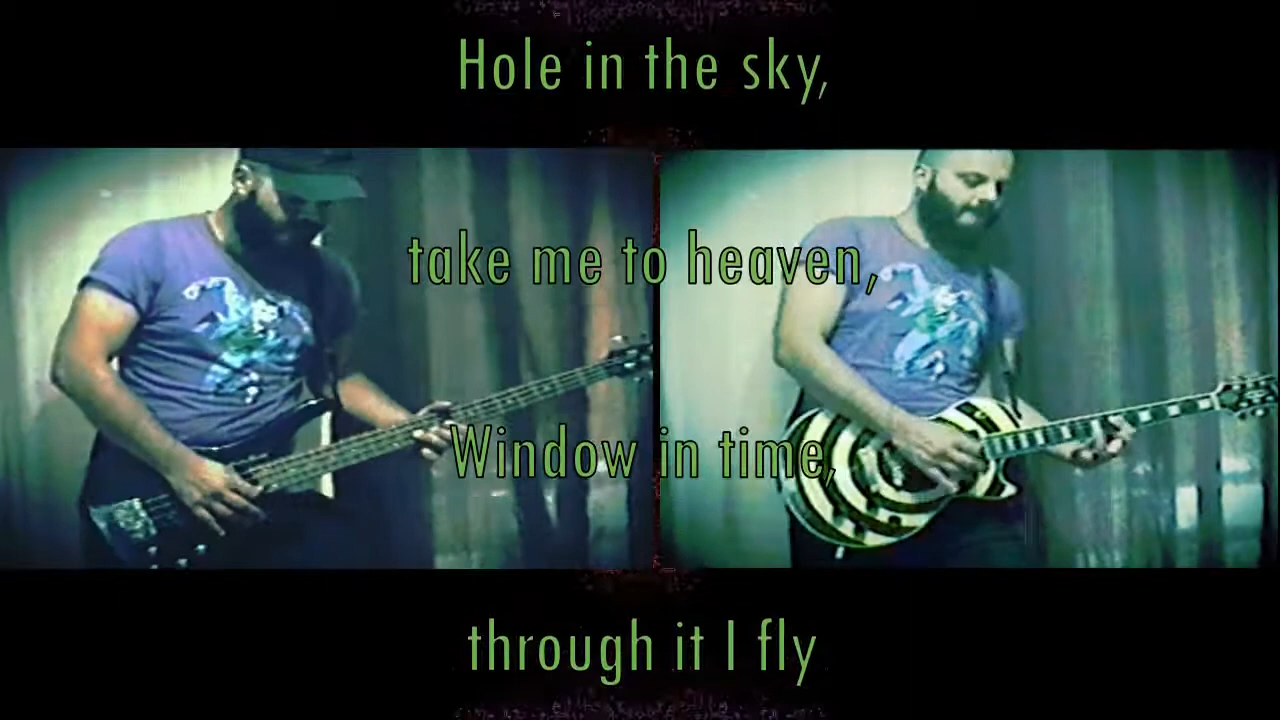 Hole in the sky,
take me to heaven,
Window in time,
through it I fly